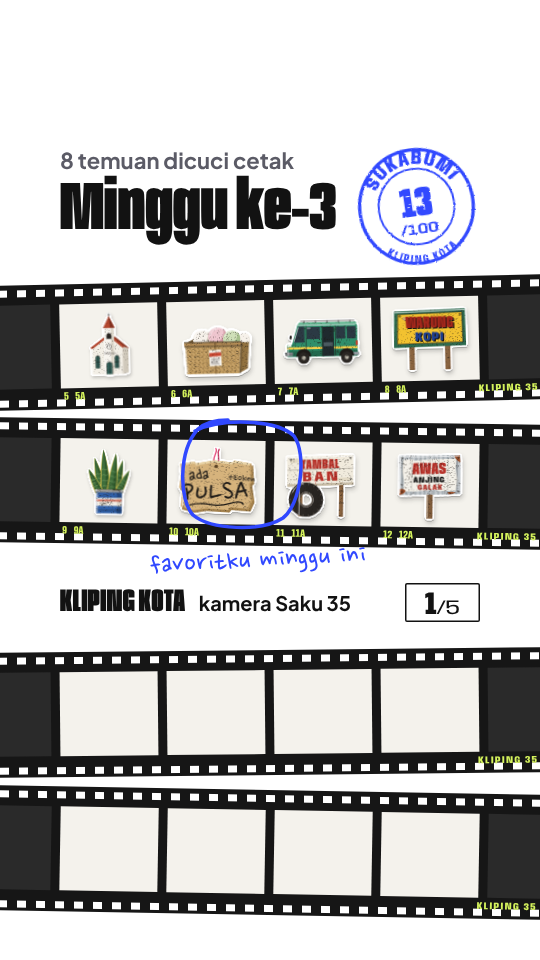 8 temuan dicuci cetak
Minggu ke-3
SUKABUMI
13
/100
KLIPING KOTA
WARUNG
KOPI
5 5A
6 6A
7 7A
8 8A
KLIPING 35
ada
PULSA
+token
TAMBAL
BAN
AWAS
ANJING
GALAK
9 9A
10 10A
11 11A
12 12A
KLIPING 35
favoritku minggu ini
KLIPING KOTA kamera Saku 35
1/5
KLIPING 35
KLIPING 35